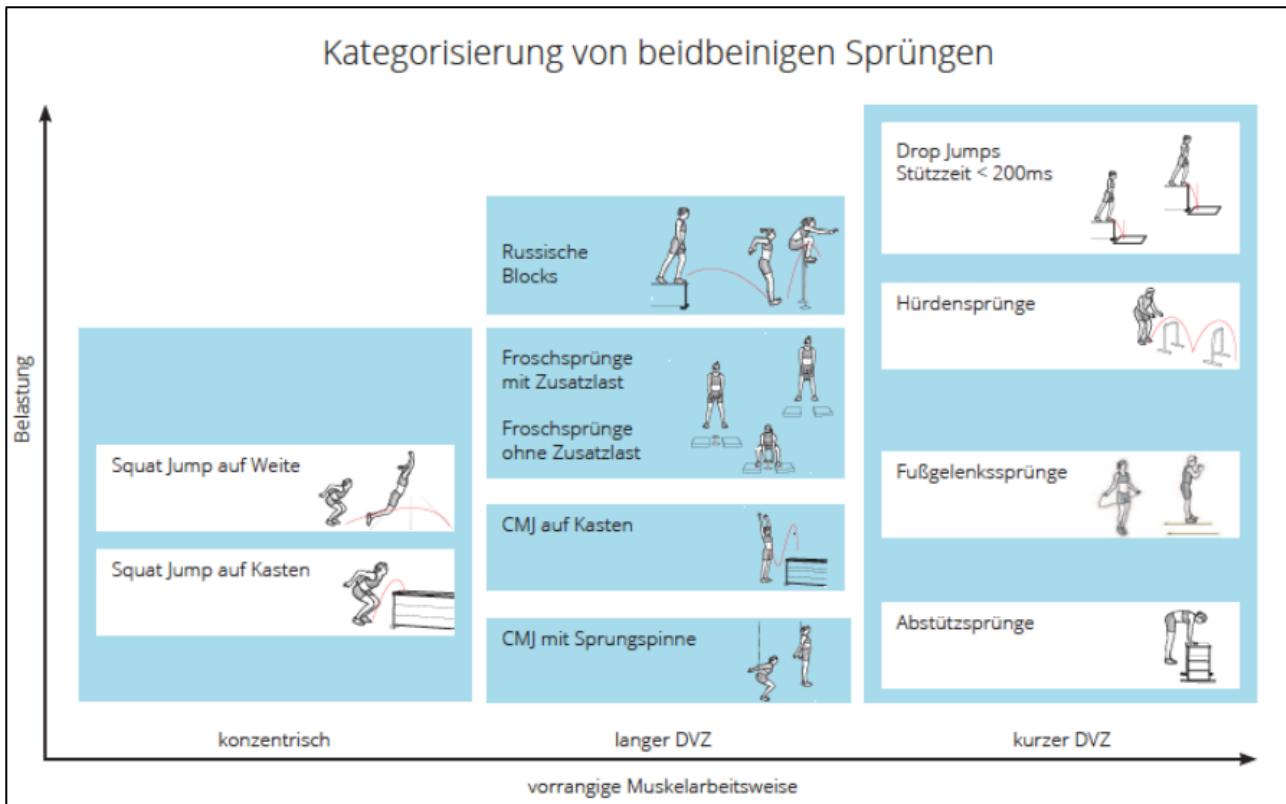 Kategorisierung von beidbeinigen Sprüngen
Belastung
Squat Jump auf Weite
Squat Jump auf Kasten
Russische
Blocks
Froschsprünge
mit Zusatzlast
Froschsprünge
ohne Zusatzlast
CMJ auf Kasten
CMJ mit Sprungspinne
Drop Jumps
Stützzeit < 200ms
Hürdensprünge
Fußgelenkssprünge
Abstützsprünge
konzentrisch
langer DVZ
kurzer DVZ
vorrangige Muskelarbeitsweise